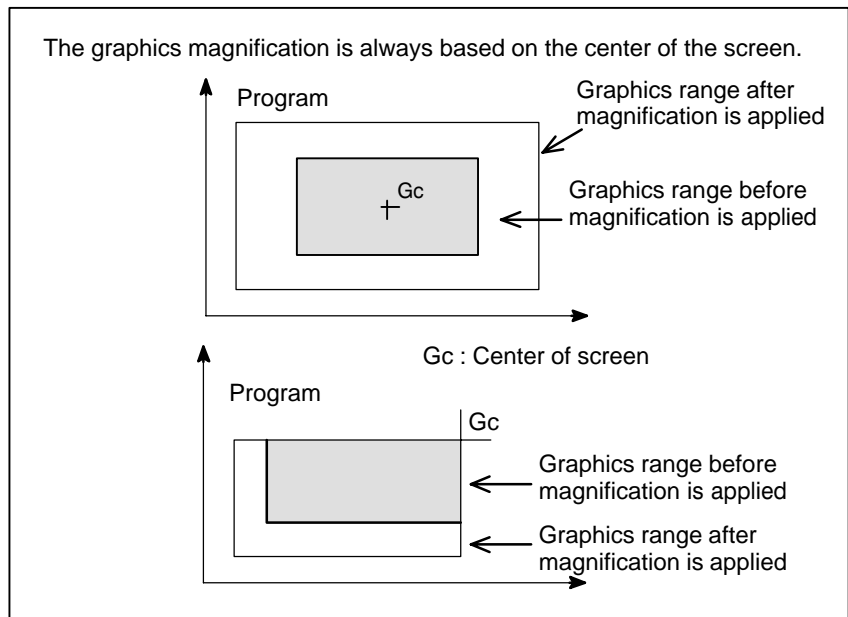 The graphics magnification is always based on the center of the screen.
Program
Graphics range after
magnification is applied
Gc
Graphics range before
magnification is applied
Gc : Center of screen
Program
Gc
Graphics range before
magnification is applied
Graphics range after
magnification is applied